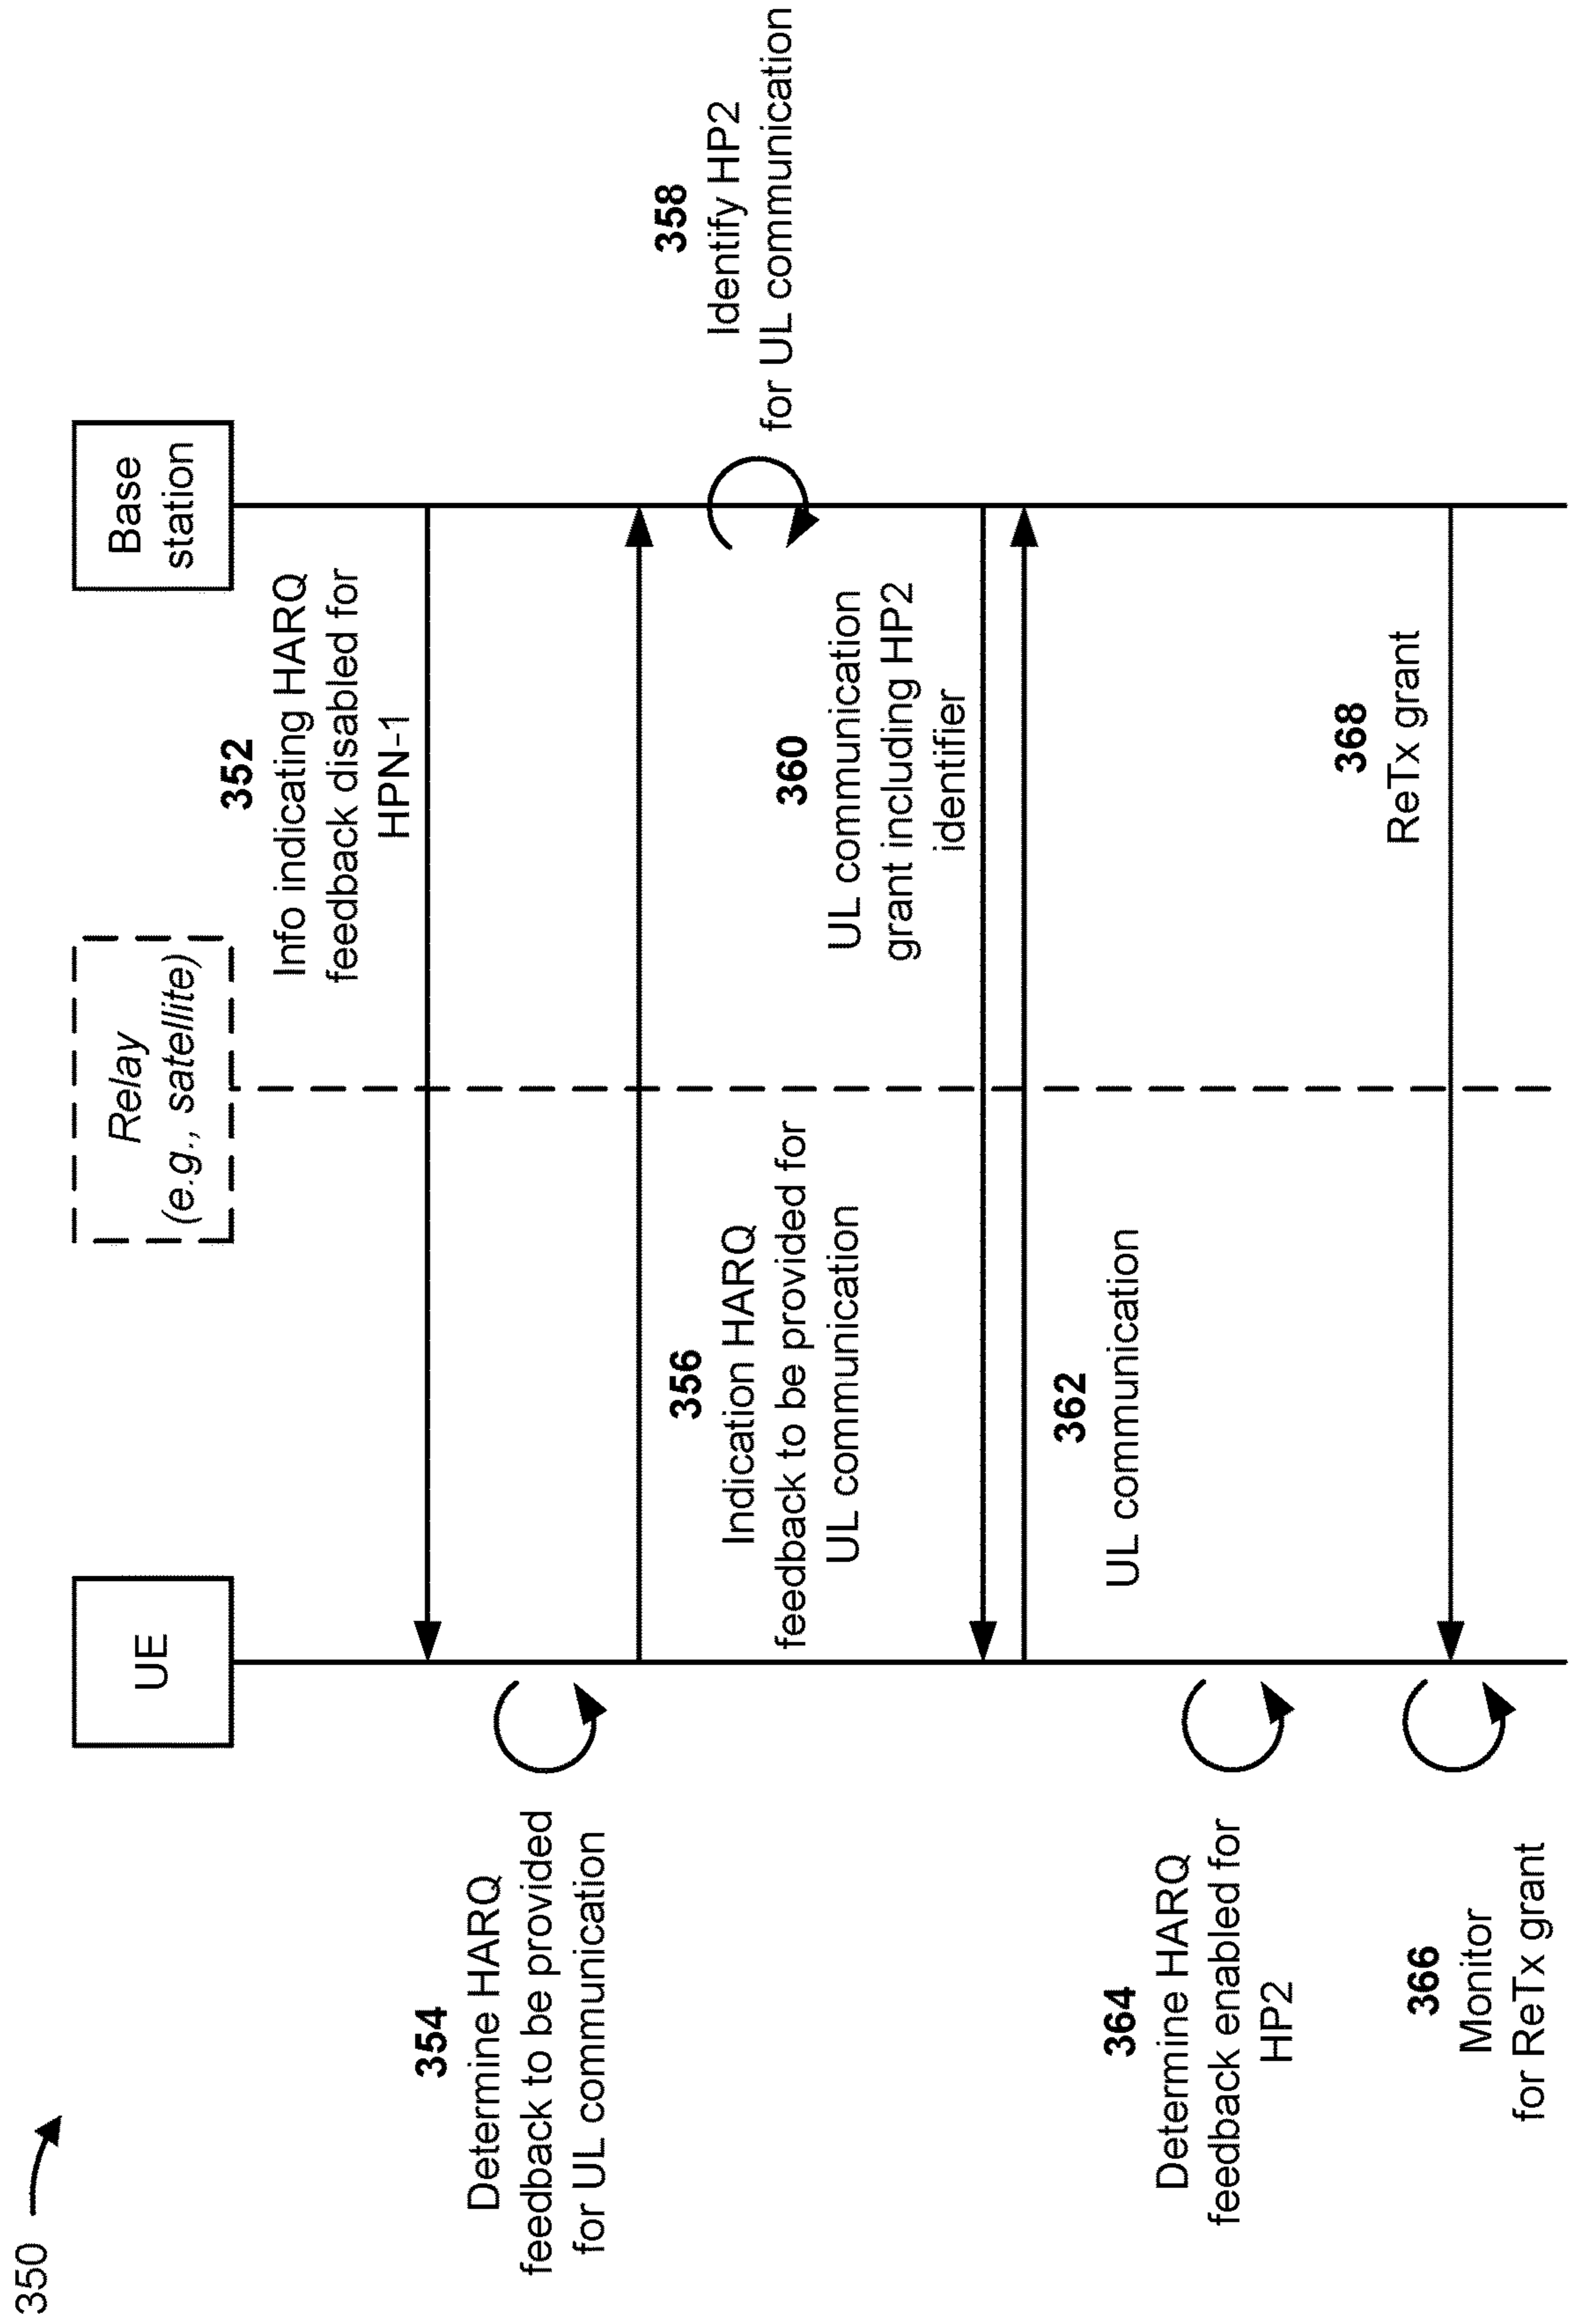 350
UE
Relay
(e.g., satellite)
Base
station
352
Info indicating HARQ
feedback disabled for
HPN-1
354
Determine HARQ
feedback to be provided
for UL communication
356
Indication HARQ
feedback to be provided for
UL communication
358
Identify HP2
for UL communication
360
UL communication
grant including HP2
identifier
362
UL communication
364
Determine HARQ
feedback enabled for
HP2
366
Monitor
for ReTx grant
368
ReTx grant